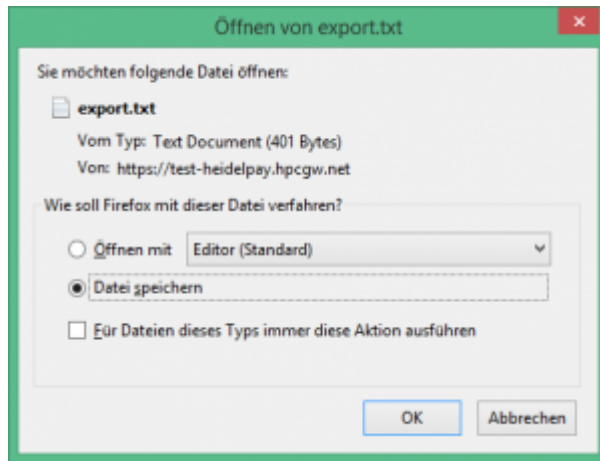 Öffnen von export.txt
Sie möchten folgende Datei öffnen:
export.txt
Vom Typ: Text Document (401 Bytes)
Von: https://test-heidelpay.hpcgw.net
Wie soll Firefox mit dieser Datei verfahren?
Öffnen mit Editor (Standard)
Datei speichern
Für Dateien dieses Typs immer diese Aktion ausführen
OK Abbrechen